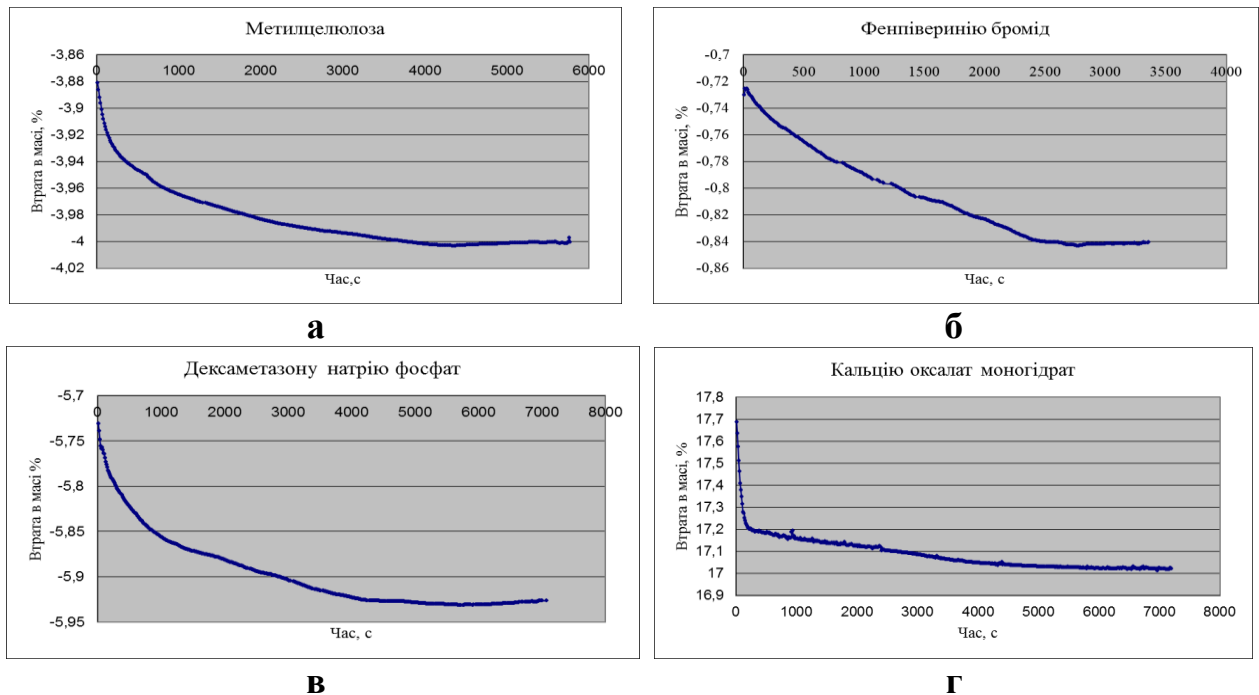 Метилцелюлоза
-3,86
-3,88
-3,9
-3,92
-3,94
-3,96
-3,98
-4
-4,02
0 1000 2000 3000 4000 5000 6000
Втрата в масі, %
Час,с
а
Фенпіверинію бромід
-0,7
-0,72
-0,74
-0,76
-0,78
-0,8
-0,82
-0,84
-0,86
0 500 1000 1500 2000 2500 3000 3500 4000
Втрата в масі, %
Час, с
б
Дексаметазону натрію фосфат
-5,7
-5,75
-5,8
-5,85
-5,9
-5,95
0 1000 2000 3000 4000 5000 6000 7000 8000
Втрата в масі %
Час, с
в
Кальцію оксалат моногідрат
17,8
17,7
17,6
17,5
17,4
17,3
17,2
17,1
17
16,9
0 1000 2000 3000 4000 5000 6000 7000 8000
Втрата в масі, %
Час, с
г